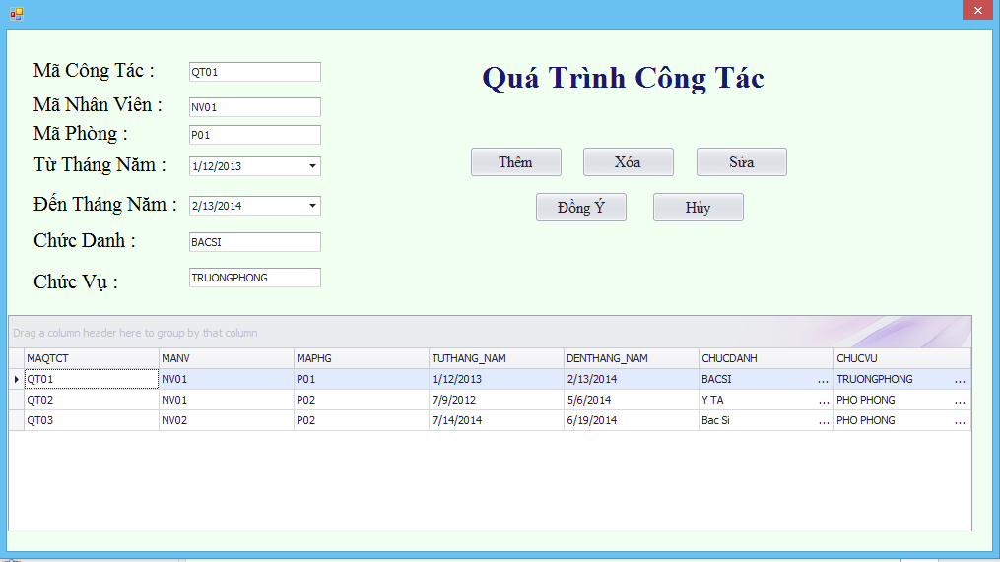 Quá Trình Công Tác
Mã Công Tác : QT01
Mã Nhân Viên : NV01
Mã Phòng : P01
Từ Tháng Năm : 1/12/2013
Đến Tháng Năm : 2/13/2014
Chức Danh : BACSI
Chức Vụ : TRUONGPHONG
Thêm Xóa Sửa
Đồng Ý Hủy
Drag a column header here to group by that column
MAQTCT MANV MAPHG TUTHANG_NAM DENTHANG_NAM CHUCDANH CHUCVU
QT01 NV01 P01 1/12/2013 2/13/2014 BACSI ... TRUONGPHONG ...
QT02 NV01 P02 7/9/2012 5/6/2014 Y TA ... PHO PHONG ...
QT03 NV02 P02 7/14/2014 6/19/2014 Bac Si ... PHO PHONG ...